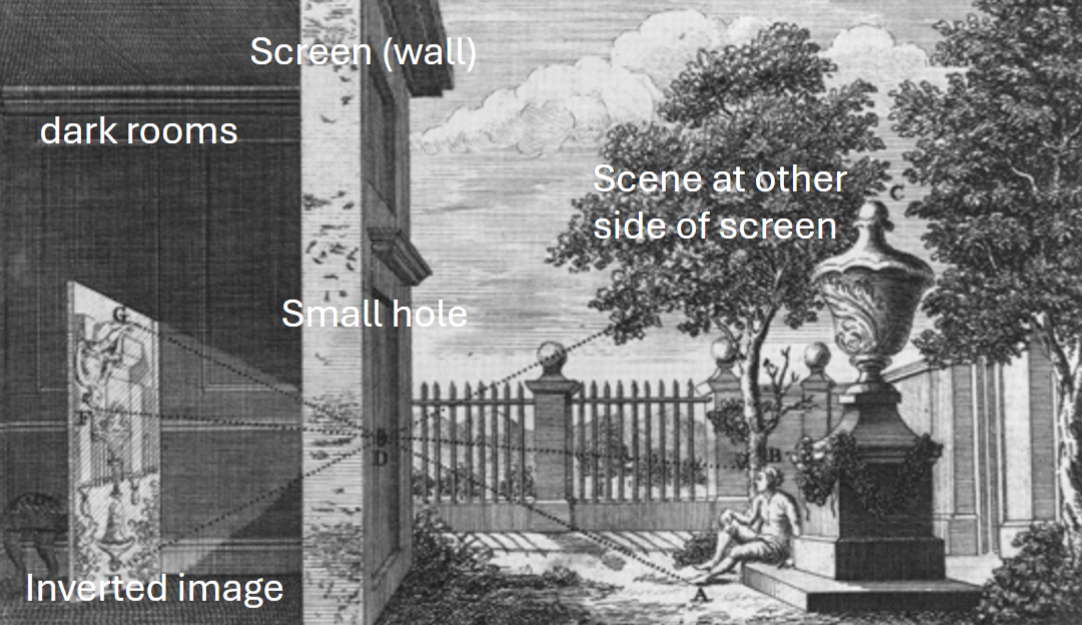 Screen (wall)
dark rooms
Scene at other
side of screen
C
Small hole
G
F
B
D
H
A
Inverted image